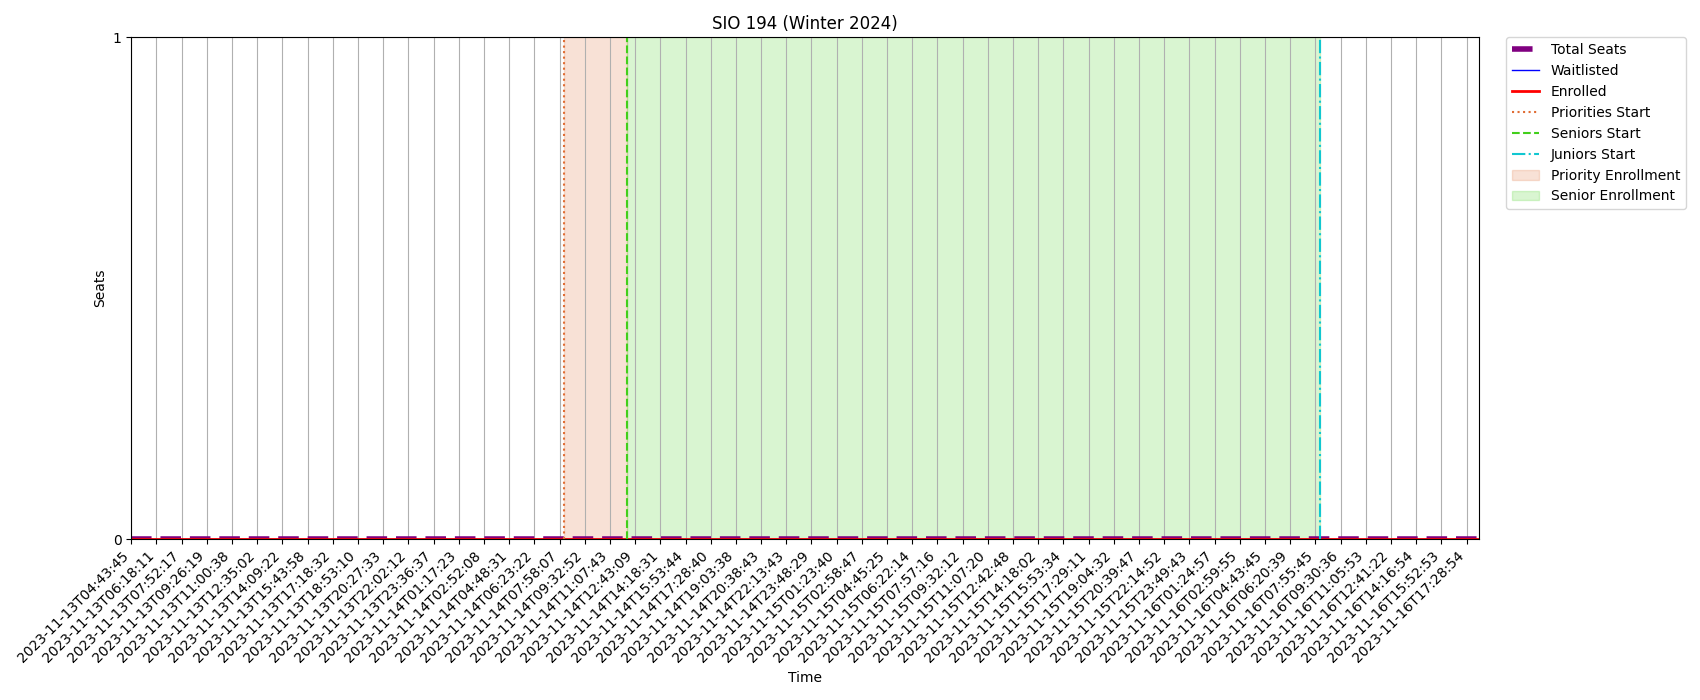 SIO 194 (Winter 2024)
1
0
Seats
2023-11-13T04:43:45
2023-11-13T06:18:11
2023-11-13T07:52:17
2023-11-13T09:26:19
2023-11-13T11:00:38
2023-11-13T12:35:02
2023-11-13T14:09:22
2023-11-13T15:43:58
2023-11-13T17:18:32
2023-11-13T18:53:10
2023-11-13T20:27:33
2023-11-13T22:02:12
2023-11-13T23:36:37
2023-11-14T01:17:23
2023-11-14T02:52:08
2023-11-14T04:48:31
2023-11-14T06:23:22
2023-11-14T07:58:07
2023-11-14T09:32:52
2023-11-14T11:07:43
2023-11-14T12:43:09
2023-11-14T14:18:31
2023-11-14T15:53:44
2023-11-14T17:28:40
2023-11-14T19:03:38
2023-11-14T20:38:43
2023-11-14T22:13:43
2023-11-14T23:48:29
2023-11-15T01:23:40
2023-11-15T02:58:47
2023-11-15T04:45:25
2023-11-15T06:22:14
2023-11-15T07:57:16
2023-11-15T09:32:12
2023-11-15T11:07:20
2023-11-15T12:42:48
2023-11-15T14:18:02
2023-11-15T15:53:34
2023-11-15T17:29:11
2023-11-15T19:04:32
2023-11-15T20:39:47
2023-11-15T22:14:52
2023-11-15T23:49:43
2023-11-16T01:24:57
2023-11-16T02:59:55
2023-11-16T04:43:45
2023-11-16T06:20:39
2023-11-16T07:55:45
2023-11-16T09:30:36
2023-11-16T11:05:53
2023-11-16T12:41:22
2023-11-16T14:16:54
2023-11-16T15:52:53
2023-11-16T17:28:54
Time
Total Seats
Waitlisted
Enrolled
Priorities Start
Seniors Start
Juniors Start
Priority Enrollment
Senior Enrollment